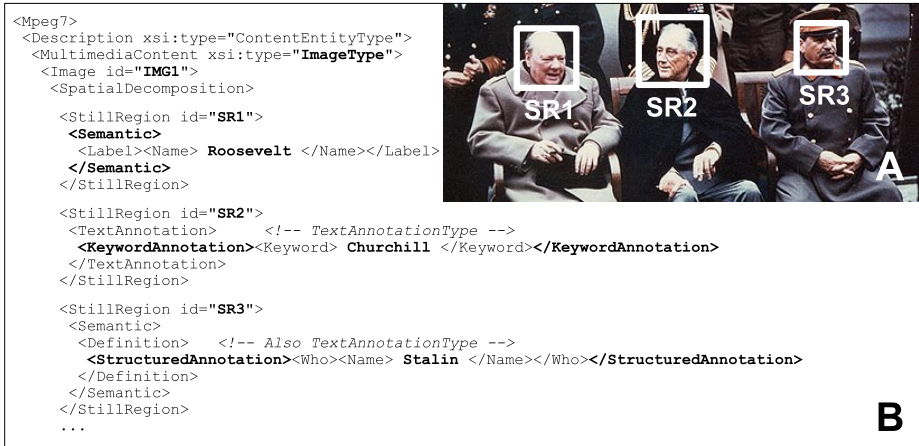 <Mpeg7>
<Description xsi:type="ContentEntityType">
<MultimediaContent xsi:type="ImageType">
<Image id="IMG1">
<SpatialDecomposition>
<StillRegion id="SR1">
<Semantic>
<Label><Name> Roosevelt </Name></Label>
</Semantic>
</StillRegion>
SR1
SR2
SR3
A
<StillRegion id="SR2">
<TextAnnotation> <!-- TextAnnotationType -->
<KeywordAnnotation><Keyword> Churchill </Keyword></KeywordAnnotation>
</TextAnnotation>
</StillRegion>
<StillRegion id="SR3">
<Semantic>
<Definition> <!-- Also TextAnnotationType -->
<StructuredAnnotation><Who><Name> Stalin </Name></Who></StructuredAnnotation>
</Definition>
</Semantic>
</StillRegion>
...
B